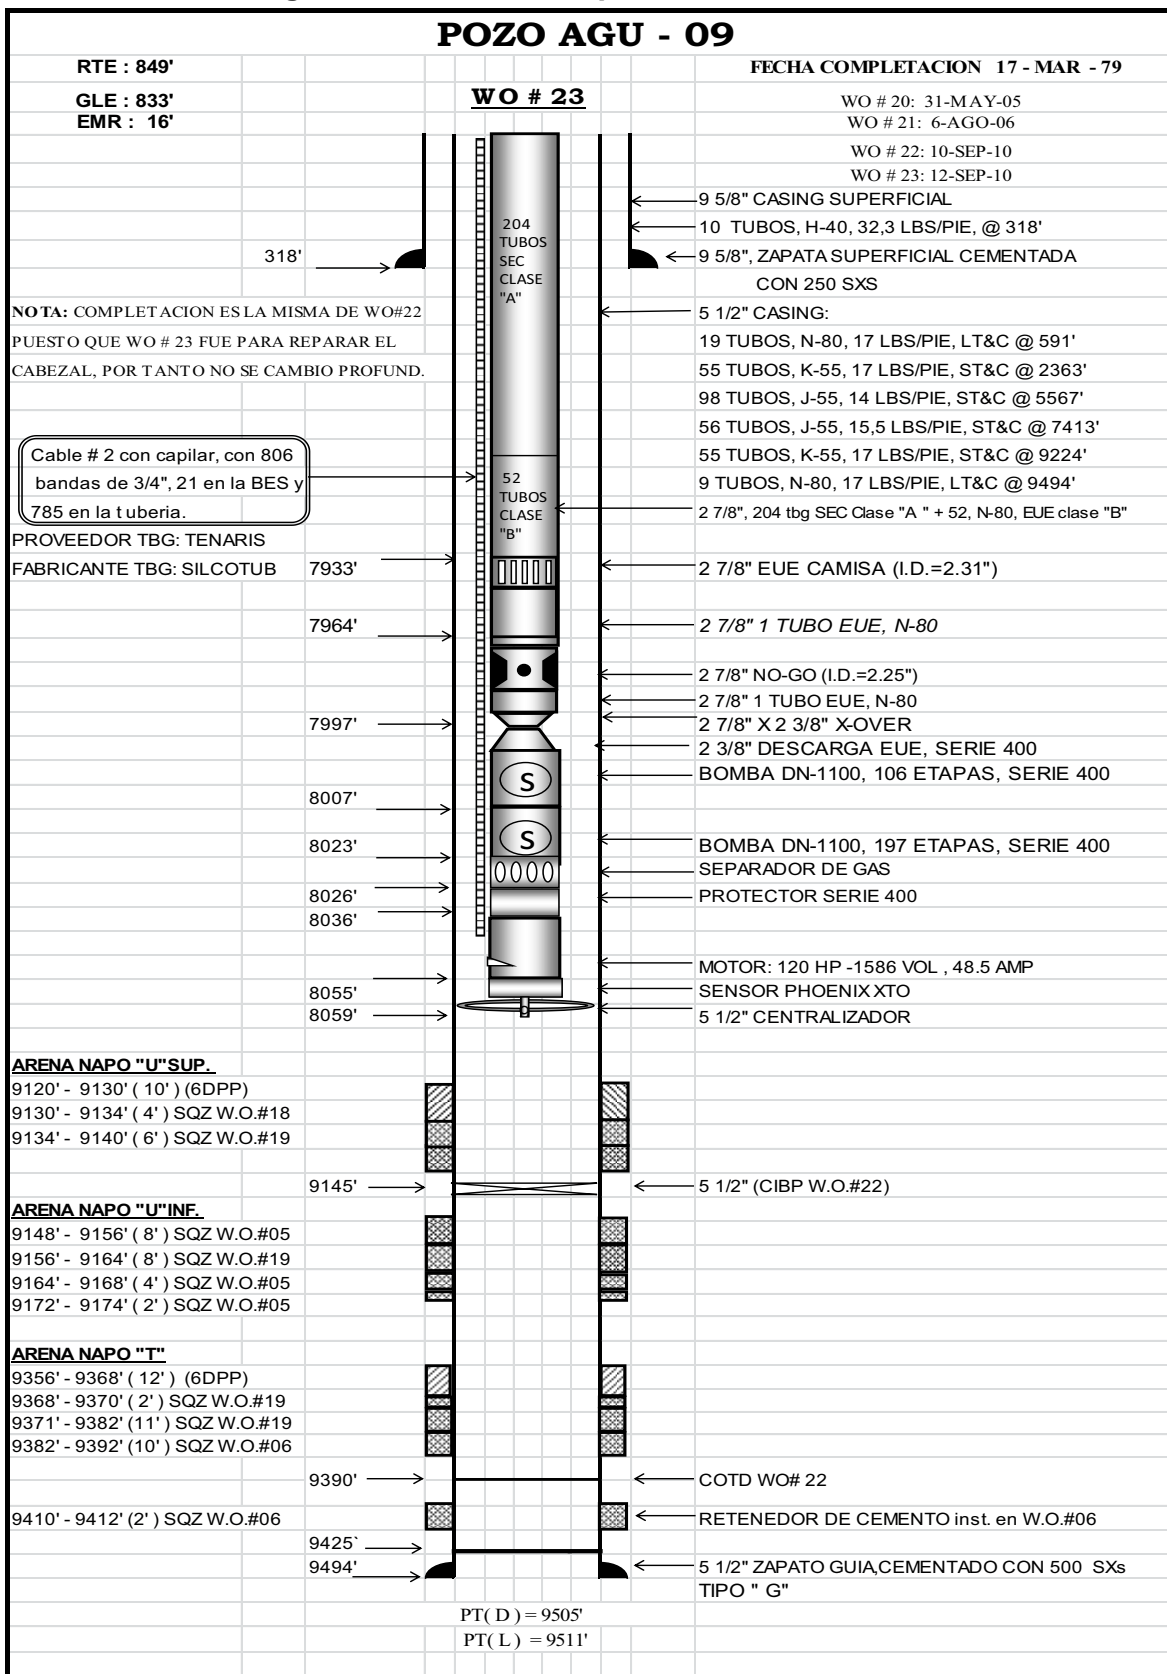 POZO AGU - 09
RTE : 849'
FECHA COMPLETACION 17 - MAR - 79
GLE : 833'
WO # 23
WO # 20: 31-MAY-05
EMR : 16'
WO # 21: 6-AGO-06
WO # 22: 10-SEP-10
WO # 23: 12-SEP-10
9 5/8" CASING SUPERFICIAL
204
TUBOS
SEC
CLASE
"A"
10 TUBOS, H-40, 32,3 LBS/PIE, @ 318'
318'
9 5/8", ZAPATA SUPERFICIAL CEMENTADA
CON 250 SXS
NOTA: COMPLETACION ES LA MISMA DE WO#22
PUESTO QUE WO # 23 FUE PARA REPARAR EL
CABEZAL, POR TANTO NO SE CAMBIO PROFUND.
5 1/2" CASING:
19 TUBOS, N-80, 17 LBS/PIE, LT&C @ 591'
55 TUBOS, K-55, 17 LBS/PIE, ST&C @ 2363'
98 TUBOS, J-55, 14 LBS/PIE, ST&C @ 5567'
56 TUBOS, J-55, 15,5 LBS/PIE, ST&C @ 7413'
55 TUBOS, K-55, 17 LBS/PIE, ST&C @ 9224'
9 TUBOS, N-80, 17 LBS/PIE, LT&C @ 9494'
Cable # 2 con capilar, con 806
bandas de 3/4", 21 en la BES y
785 en la tuberia.
52
TUBOS
CLASE
"B"
2 7/8", 204 tbg SEC Clase "A " + 52, N-80, EUE clase "B"
PROVEEDOR TBG: TENARIS
FABRICANTE TBG: SILCOTUB
7933'
2 7/8" EUE CAMISA (I.D.=2.31")
7964'
2 7/8" 1 TUBO EUE, N-80
2 7/8" NO-GO (I.D.=2.25")
2 7/8" 1 TUBO EUE, N-80
7997'
2 7/8" X 2 3/8" X-OVER
2 3/8" DESCARGA EUE, SERIE 400
S
BOMBA DN-1100, 106 ETAPAS, SERIE 400
8007'
S
8023'
BOMBA DN-1100, 197 ETAPAS, SERIE 400
SEPARADOR DE GAS
8026'
PROTECTOR SERIE 400
8036'
MOTOR: 120 HP -1586 VOL , 48.5 AMP
8055'
SENSOR PHOENIX XTO
8059'
5 1/2" CENTRALIZADOR
ARENA NAPO "U"SUP.
9120' - 9130' ( 10' ) (6DPP)
9130' - 9134' ( 4' ) SQZ W.O.#18
9134' - 9140' ( 6' ) SQZ W.O.#19
9145'
5 1/2" (CIBP W.O.#22)
ARENA NAPO "U"INF.
9148' - 9156' ( 8' ) SQZ W.O.#05
9156' - 9164' ( 8' ) SQZ W.O.#19
9164' - 9168' ( 4' ) SQZ W.O.#05
9172' - 9174' ( 2' ) SQZ W.O.#05
ARENA NAPO "T"
9356' - 9368' ( 12' ) (6DPP)
9368' - 9370' ( 2' ) SQZ W.O.#19
9371' - 9382' (11' ) SQZ W.O.#19
9382' - 9392' (10' ) SQZ W.O.#06
9390'
COTD WO# 22
9410' - 9412' (2' ) SQZ W.O.#06
RETENEDOR DE CEMENTO inst. en W.O.#06
9425`
9494'
5 1/2" ZAPATO GUIA,CEMENTADO CON 500 SXs
TIPO " G"
PT( D ) = 9505'
PT( L ) = 9511'